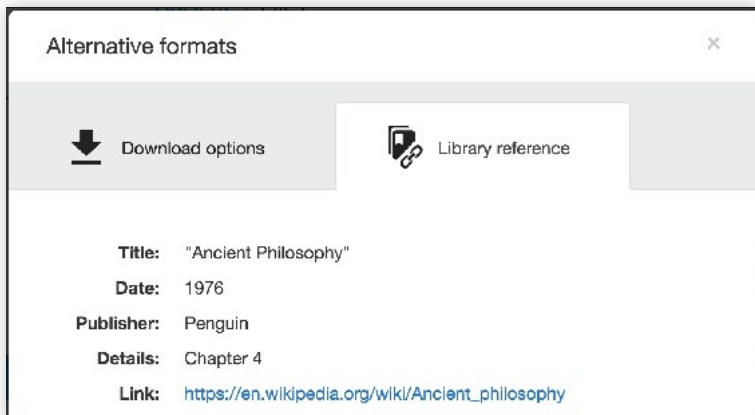 Alternative formats ×
Download options Library reference
Title: "Ancient Philosophy"
Date: 1976
Publisher: Penguin
Details: Chapter 4
Link: https://en.wikipedia.org/wiki/Ancient_philosophy